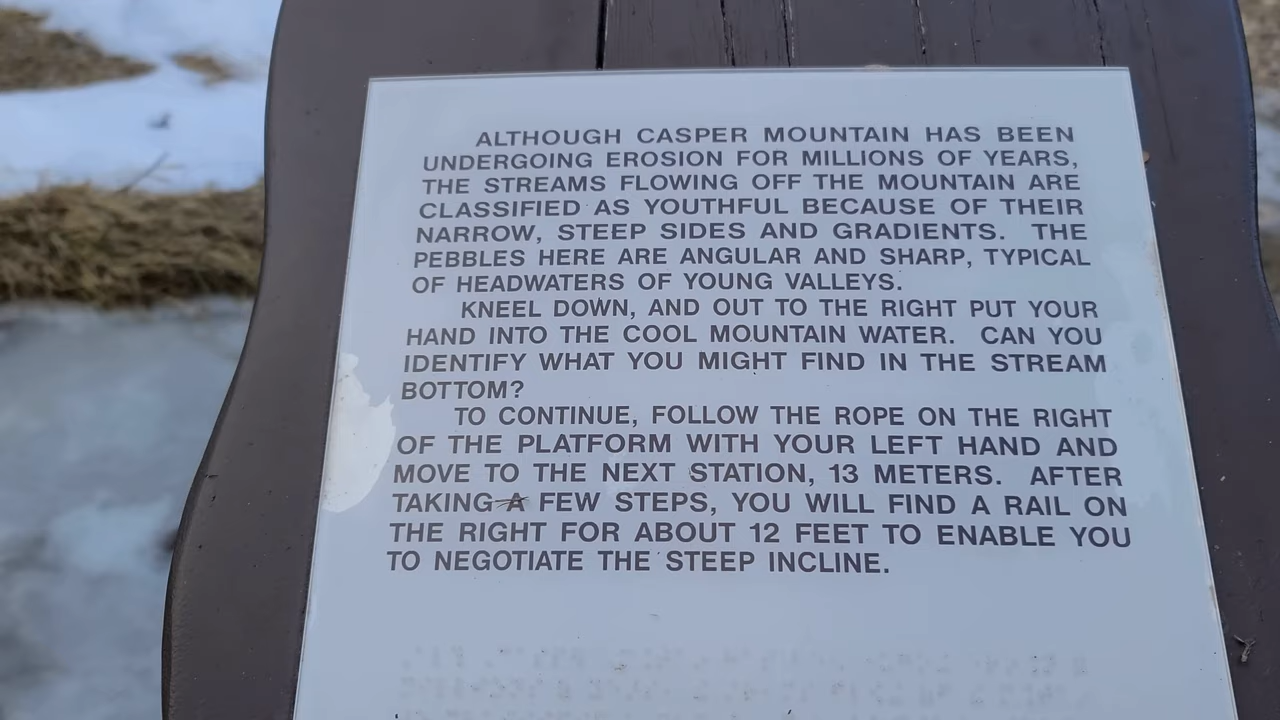 ALTHOUGH CASPER MOUNTAIN HAS BEEN
UNDERGOING EROSION FOR MILLIONS OF YEARS,
THE STREAMS FLOWING OFF THE MOUNTAIN ARE
CLASSIFIED AS YOUTHFUL BECAUSE OF THEIR
NARROW, STEEP SIDES AND GRADIENTS. THE
PEBBLES HERE ARE ANGULAR AND SHARP, TYPICAL
OF HEADWATERS OF YOUNG VALLEYS.
KNEEL DOWN, AND OUT TO THE RIGHT PUT YOUR
HAND INTO THE COOL MOUNTAIN WATER. CAN YOU
IDENTIFY WHAT YOU MIGHT FIND IN THE STREAM
BOTTOM?
TO CONTINUE, FOLLOW THE ROPE ON THE RIGHT
OF THE PLATFORM WITH YOUR LEFT HAND AND
MOVE TO THE NEXT STATION, 13 METERS. AFTER
TAKING A FEW STEPS, YOU WILL FIND A RAIL ON
THE RIGHT FOR ABOUT 12 FEET TO ENABLE YOU
TO NEGOTIATE THE STEEP INCLINE.